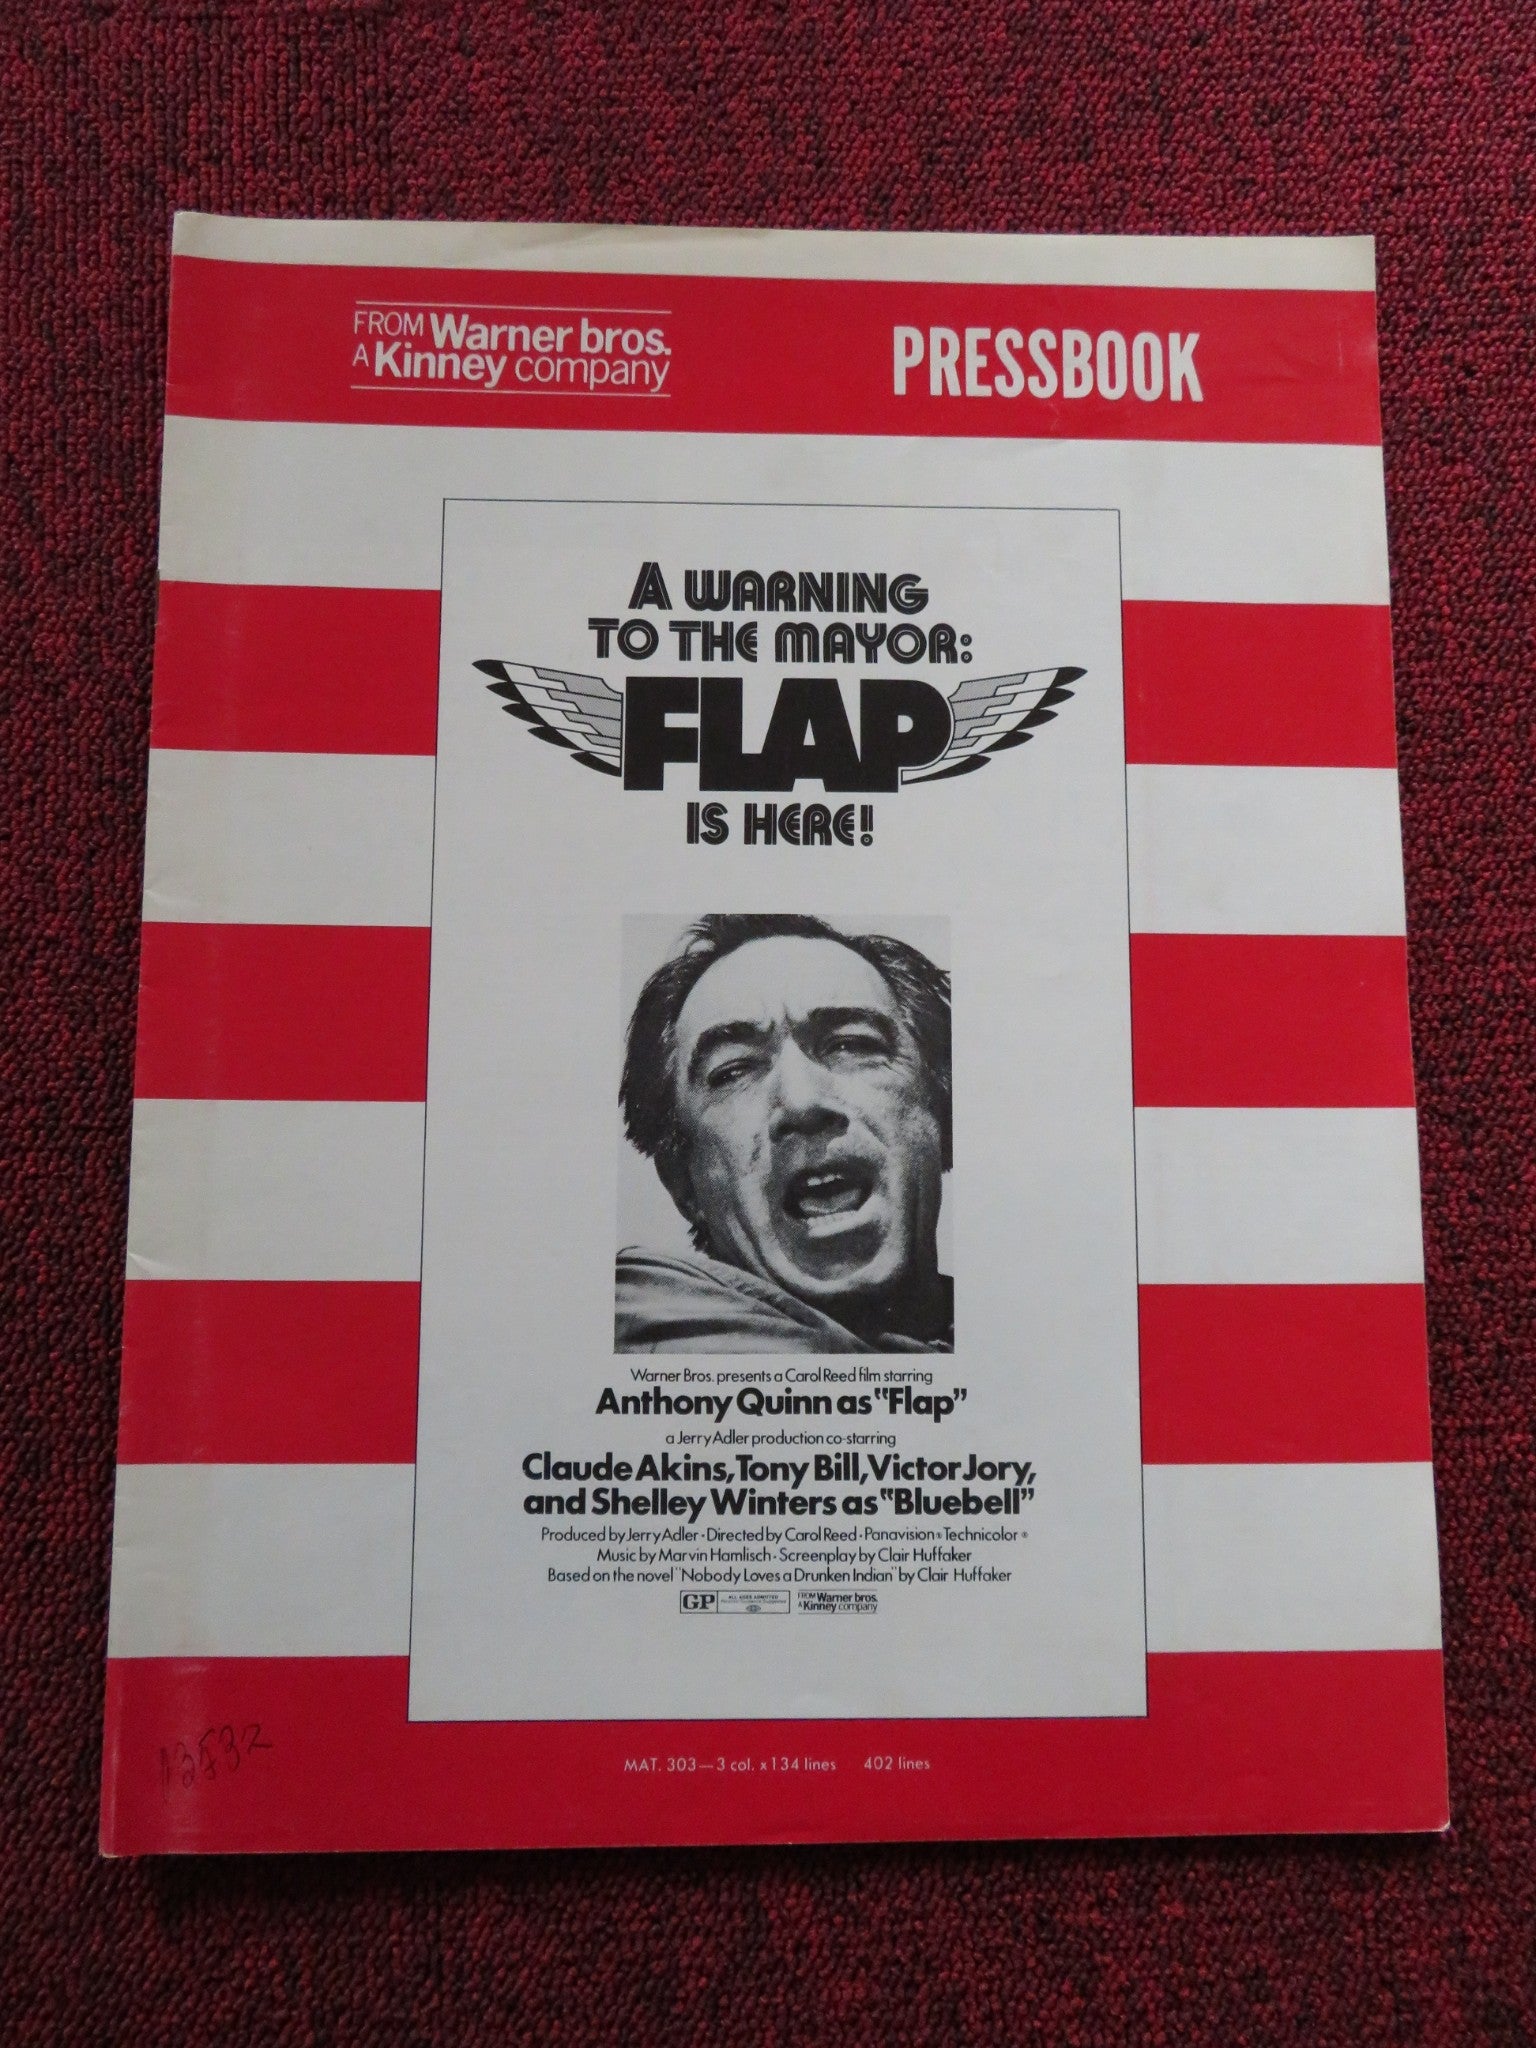 FROM Warner bros.
A Kinney company
PRESSBOOK
A WARNING
TO THE MAYOR:
FLAP
IS HERE!
Warner Bros. presents a Carol Reed film starring
Anthony Quinn as "Flap"
a Jerry Adler production co-starring
Claude Akins, Tony Bill, Victor Jory,
and Shelley Winters as "Bluebell"
Produced by Jerry Adler · Directed by Carol Reed · Panavision® Technicolor®
Music by Marvin Hamlisch · Screenplay by Clair Huffaker
Based on the novel "Nobody Loves a Drunken Indian" by Clair Huffaker
GP ALL AGES ADMITTED
FROM Warner bros.
A Kinney company
MAT. 303—3 col. x 134 lines 402 lines